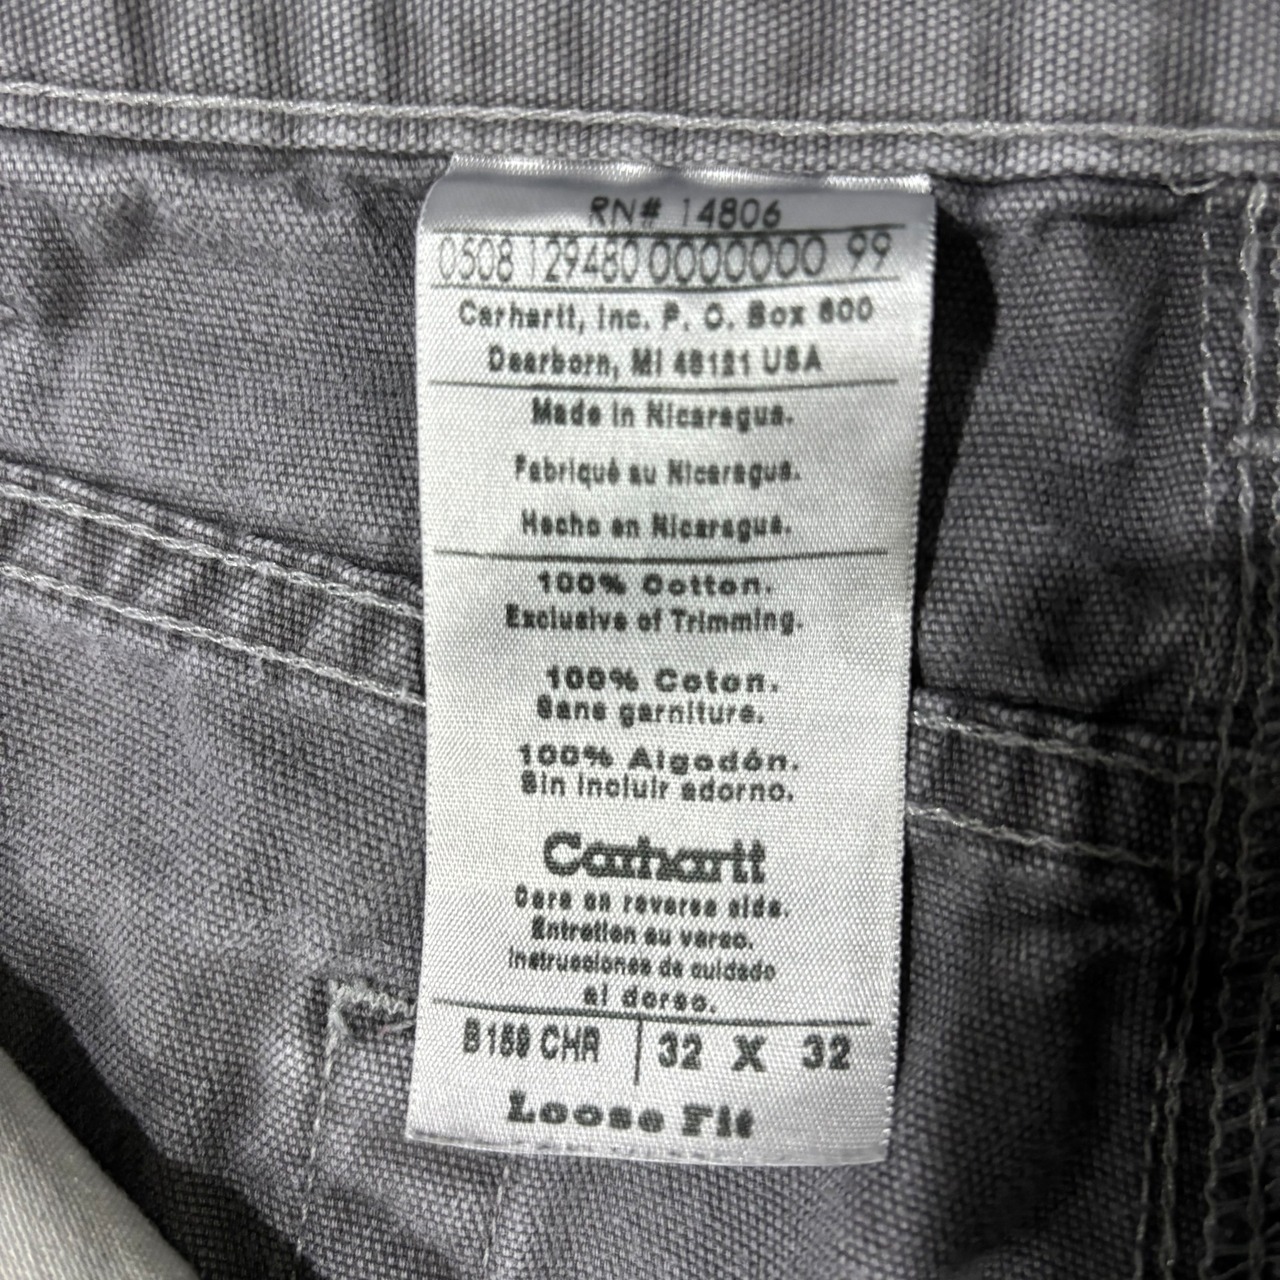 RN# 14806
0508 129480 0000000 99
Carhartt, Inc. P. O. Box 600
Dearborn, MI 48121 USA
Made in Nicaragua.
Fabriqué au Nicaragua.
Hecho en Nicaragua.
100% Cotton.
Exclusive of Trimming.
100% Coton.
Sans garniture.
100% Algodón.
Sin incluir adorno.
Carhartt
Care on reverse side.
Entretien au verso.
Instrucciones de cuidado
al dorso.
B159 CHR 32 X 32
Loose Fit